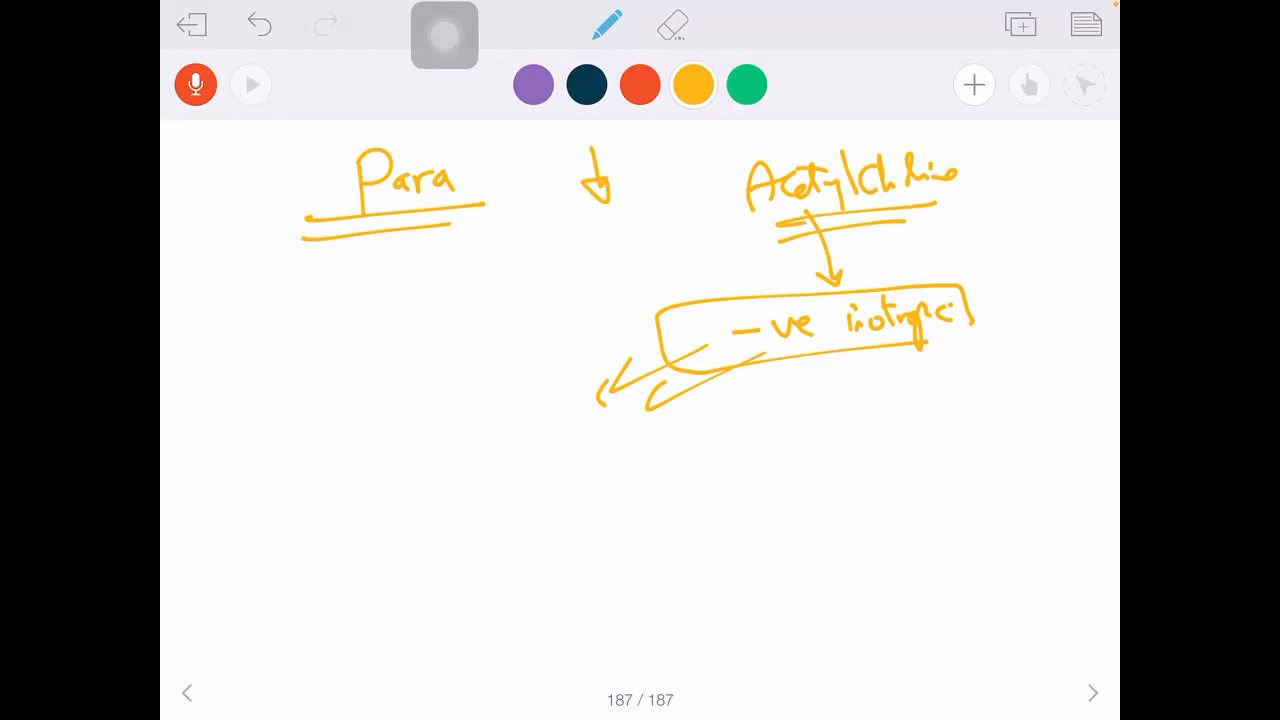 Para ↓ Acetylcholine
-ve inotropic
187 / 187